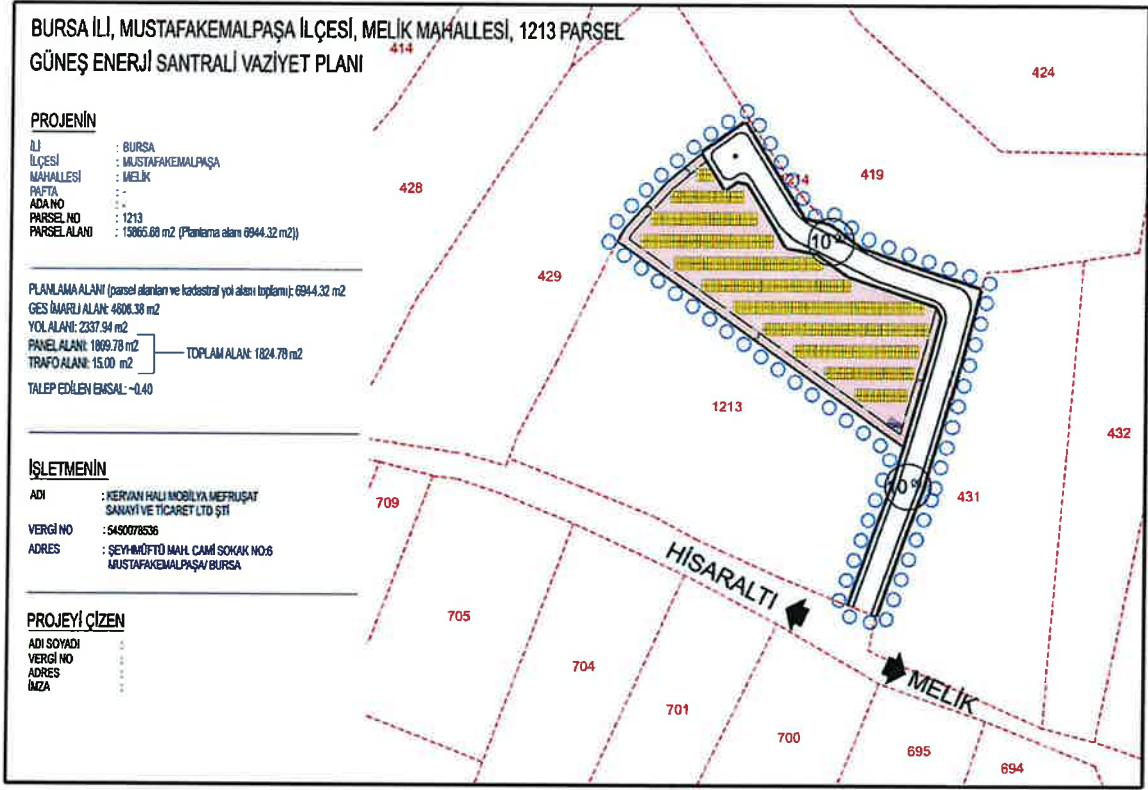 BURSA İLİ, MUSTAFAKEMALPAŞA İLÇESİ, MELİK MAHALLESİ, 1213 PARSEL
GÜNEŞ ENERJİ SANTRALİ VAZİYET PLANI
PROJENİN
İLİ : BURSA
İLÇESİ : MUSTAFAKEMALPAŞA
MAHALLESİ : MELİK
PAFTA : -
ADA NO : -
PARSEL NO : 1213
PARSEL ALANI : 15865.68 m2 (Planlama alanı 6944.32 m2))
PLANLAMA ALANI (parsel alanları ve kadastral yol alanı toplamı): 6944.32 m2
GES İMARLI ALAN: 4606.38 m2
YOL ALANI: 2337.94 m2
PANEL ALANI: 1809.78 m2
TRAFO ALANI: 15.00 m2
TOPLAM ALAN: 1824.78 m2
TALEP EDİLEN EMSAL: ~0.40
İŞLETMENİN
ADI : KERVAN HALI MOBİLYA MEFRUŞAT
SANAYİ VE TİCARET LTD ŞTİ
VERGİ NO : 5450078536
ADRES : ŞEYHMÜFTÜ MAH. CAMİ SOKAK NO:6
MUSTAFAKEMALPAŞA/ BURSA
PROJEYİ ÇİZEN
ADI SOYADI :
VERGİ NO :
ADRES :
İMZA :
414
424
428
419
1214
429
10
1213
432
431
10
709
HİSARALTI
705
704
MELİK
701
700
695
694